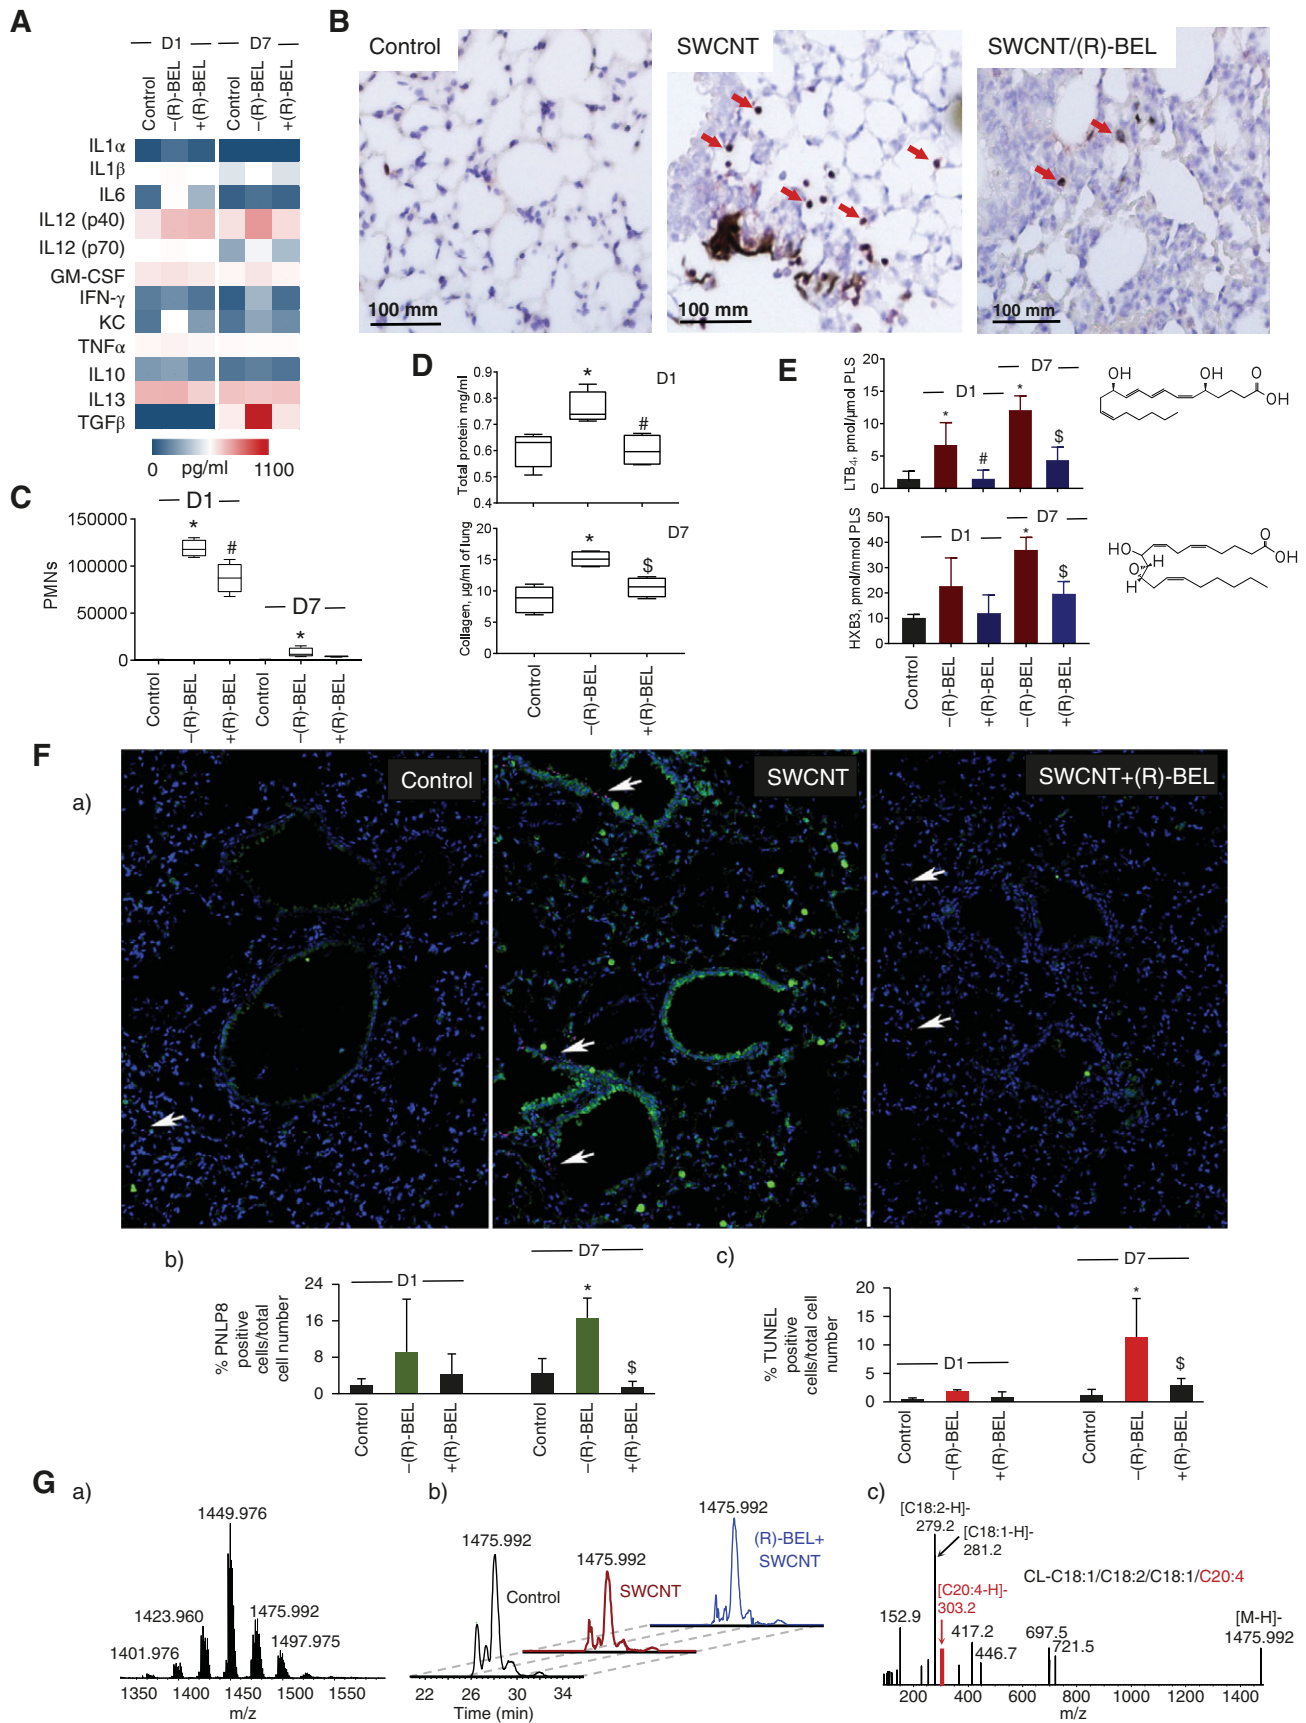 A
D1
D7
Control
–(R)-BEL
+(R)-BEL
Control
–(R)-BEL
+(R)-BEL
IL1α
IL1β
IL6
IL12 (p40)
IL12 (p70)
GM-CSF
IFN-γ
KC
TNFα
IL10
IL13
TGFβ
0
pg/ml
1100
B
Control
SWCNT
SWCNT/(R)-BEL
100 mm
100 mm
100 mm
C
D1
D7
PMNs
150000
100000
50000
0
*
#
*
Control
–(R)-BEL
+(R)-BEL
Control
–(R)-BEL
+(R)-BEL
D
Total protein mg/ml
0.9
0.8
0.7
0.6
0.5
0.4
*
#
D1
Collagen, µg/ml of lung
20
15
10
5
0
*
$
D7
Control
–(R)-BEL
+(R)-BEL
E
LTB4, pmol/µmol PLS
20
15
10
5
0
D1
D7
*
#
*
$
OH
OH
O
OH
HXB3, pmol/mmol PLS
50
40
30
20
10
0
D1
D7
*
$
HO
O
H
H
O
OH
Control
–(R)-BEL
+(R)-BEL
–(R)-BEL
+(R)-BEL
F
a)
Control
SWCNT
SWCNT+(R)-BEL
b)
% PNLP8
positive
cells/total
cell number
24
16
8
0
D1
D7
*
$
Control
–(R)-BEL
+(R)-BEL
Control
–(R)-BEL
+(R)-BEL
c)
% TUNEL
positive
cells/total cell
number
20
15
10
5
0
D1
D7
*
$
Control
–(R)-BEL
+(R)-BEL
Control
–(R)-BEL
+(R)-BEL
G
a)
1449.976
1423.960
1475.992
1401.976
1497.975
1350
1400
1450
1500
1550
m/z
b)
1475.992
Control
1475.992
SWCNT
1475.992
(R)-BEL+
SWCNT
22
26
30
34
Time (min)
c)
[C18:2-H]-
279.2
[C18:1-H]-
281.2
CL-C18:1/C18:2/C18:1/C20:4
[C20:4-H]-
303.2
152.9
417.2
446.7
697.5
721.5
[M-H]-
1475.992
200
400
600
800
1000
1200
1400
m/z